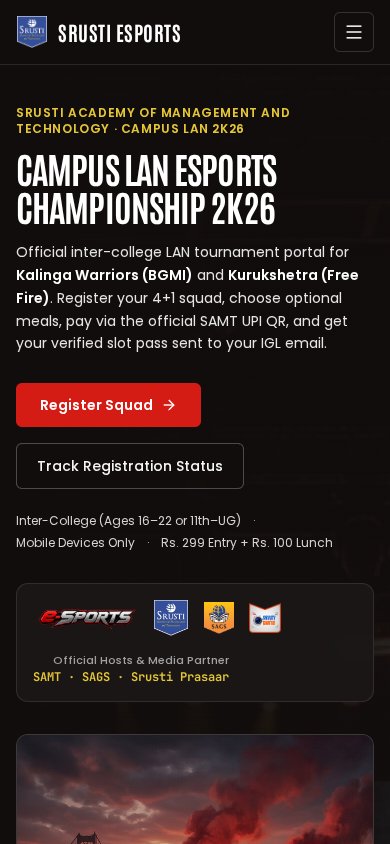 SRUSTI
SRUSTI ESPORTS
SRUSTI ACADEMY OF MANAGEMENT AND
TECHNOLOGY · CAMPUS LAN 2K26
CAMPUS LAN ESPORTS
CHAMPIONSHIP 2K26
Official inter-college LAN tournament portal for
Kalinga Warriors (BGMI) and Kurukshetra (Free
Fire). Register your 4+1 squad, choose optional
meals, pay via the official SAMT UPI QR, and get
your verified slot pass sent to your IGL email.
Register Squad →
Track Registration Status
Inter-College (Ages 16–22 or 11th–UG) ·
Mobile Devices Only · Rs. 299 Entry + Rs. 100 Lunch
e-SPORTS SRUSTI SAGS
Official Hosts & Media Partner
SAMT · SAGS · Srusti Prasaar